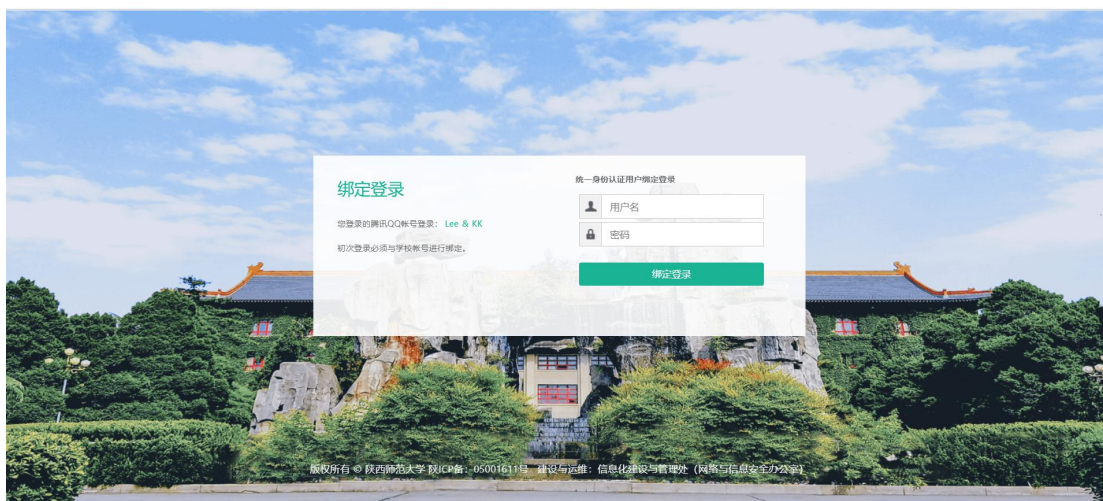 绑定登录
您登录的腾讯QQ帐号登录： Lee & KK
初次登录必须与学校帐号进行绑定。
统一身份认证用户绑定登录
用户名
密码
绑定登录
版权所有 © 陕西师范大学 陕ICP备：05001611号 建设与运维：信息化建设与管理处（网络与信息安全办公室）